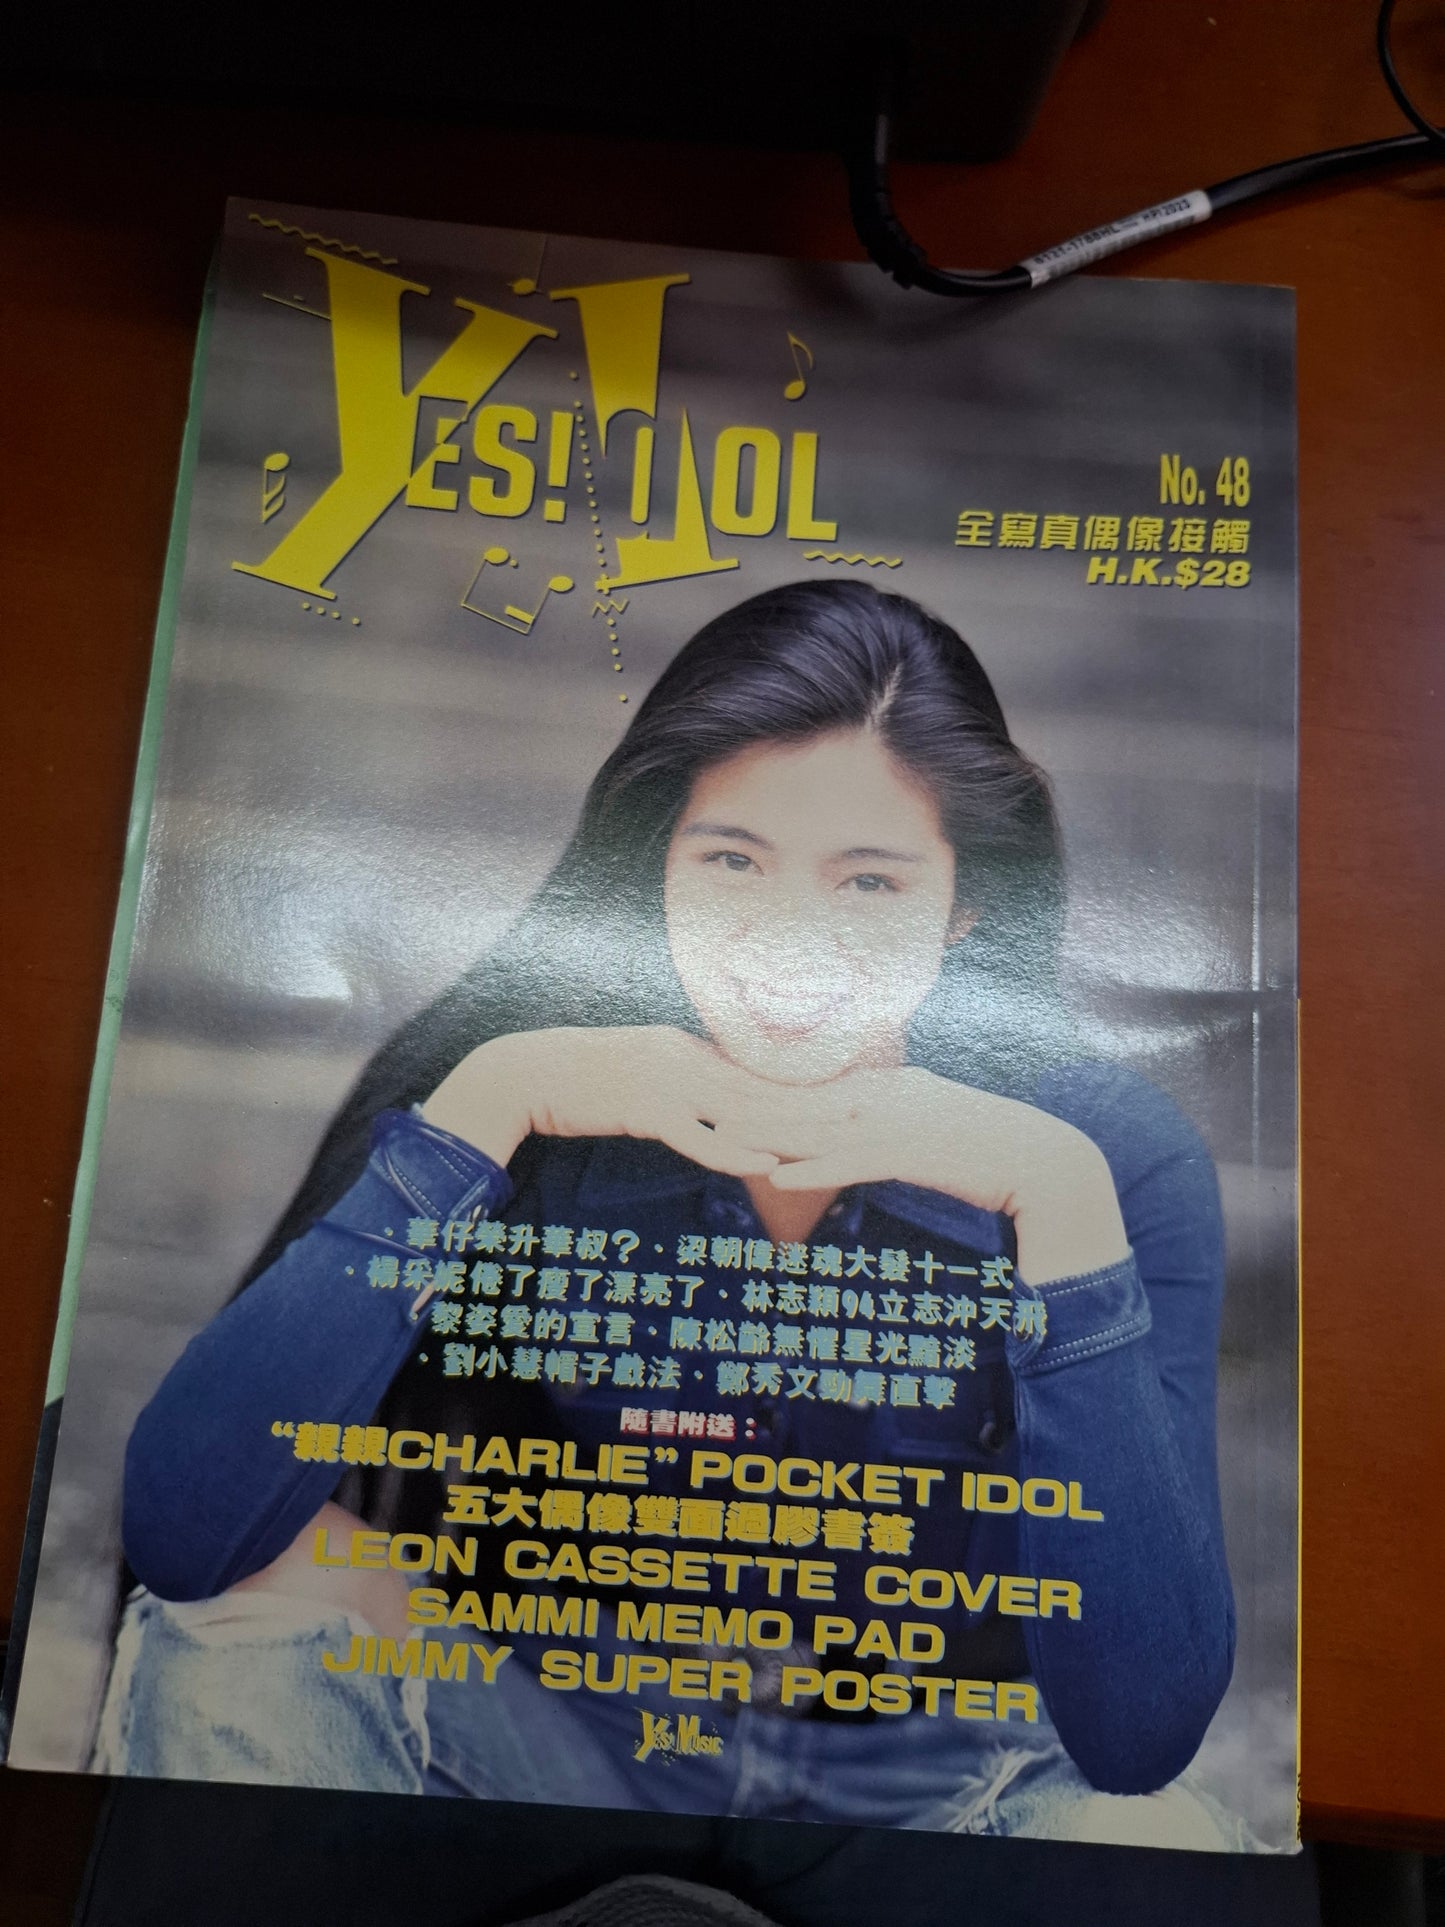 YES! IDOL
No. 48
全寫真偶像接觸
H.K.$28
·華仔榮升華叔?·梁朝偉迷魂大髮十一式
·楊采妮倦了瘦了漂亮了·林志穎94立志沖天飛
·黎姿愛的宣言·陳松齡無懼星光黯淡
·劉小慧帽子戲法·鄭秀文勁舞直擊
隨書附送:
“親親CHARLIE” POCKET IDOL
五大偶像雙面過膠書簽
LEON CASSETTE COVER
SAMMI MEMO PAD
JIMMY SUPER POSTER
YES! MUSIC